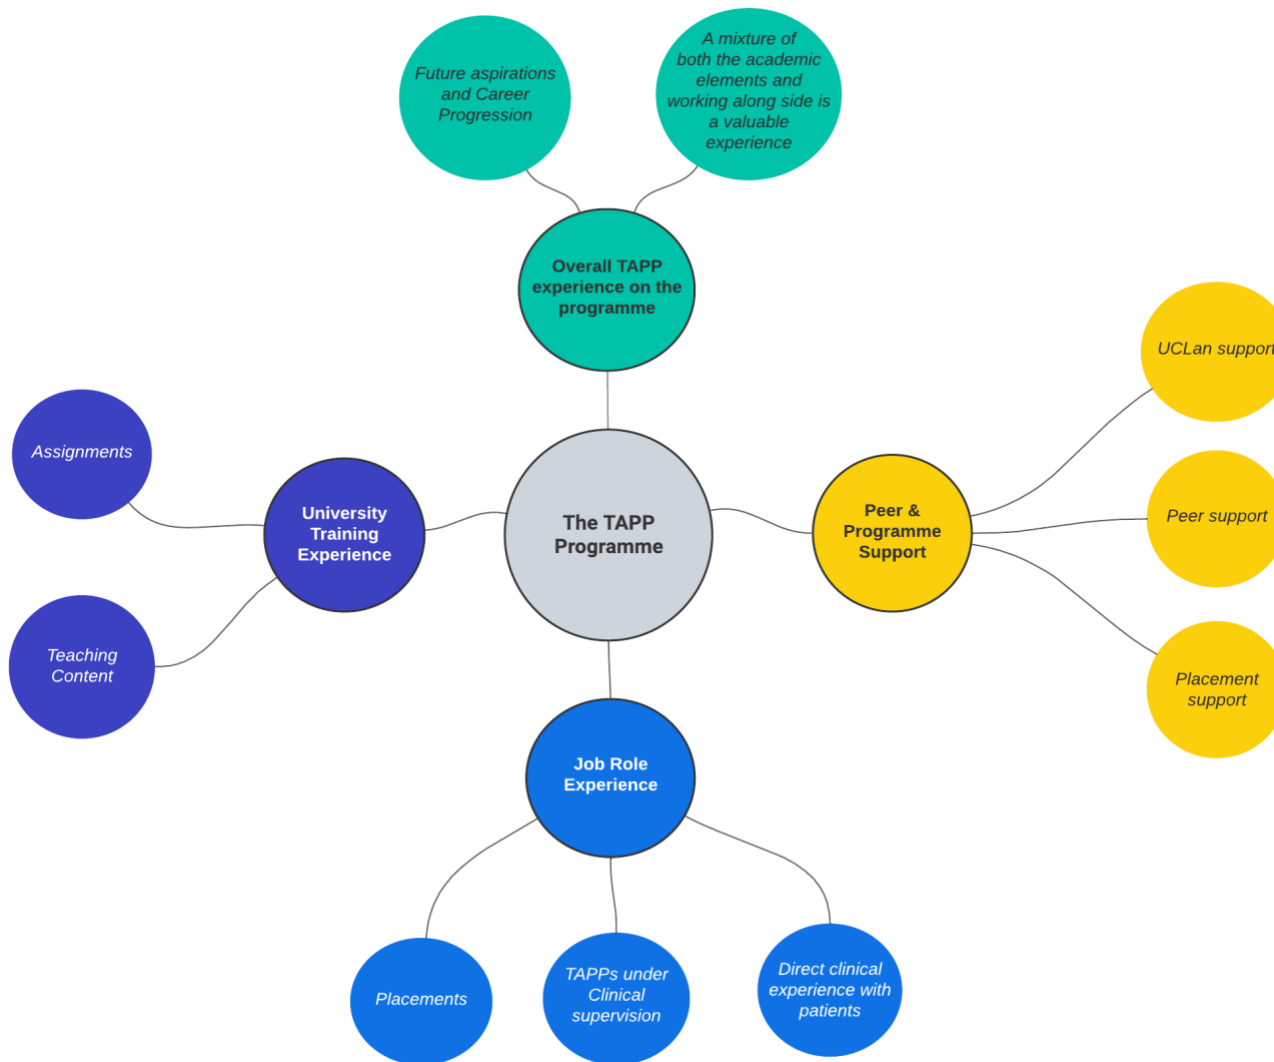 Future aspirations
and Career
Progression
A mixture of
both the academic
elements and
working along side is
a valuable
experience
Overall TAPP
experience on the
programme
UCLan support
Assignments
University
Training
Experience
The TAPP
Programme
Peer &
Programme
Support
Peer support
Teaching
Content
Placement
support
Job Role
Experience
Placements
TAPPs under
Clinical
supervision
Direct clinical
experience with
patients